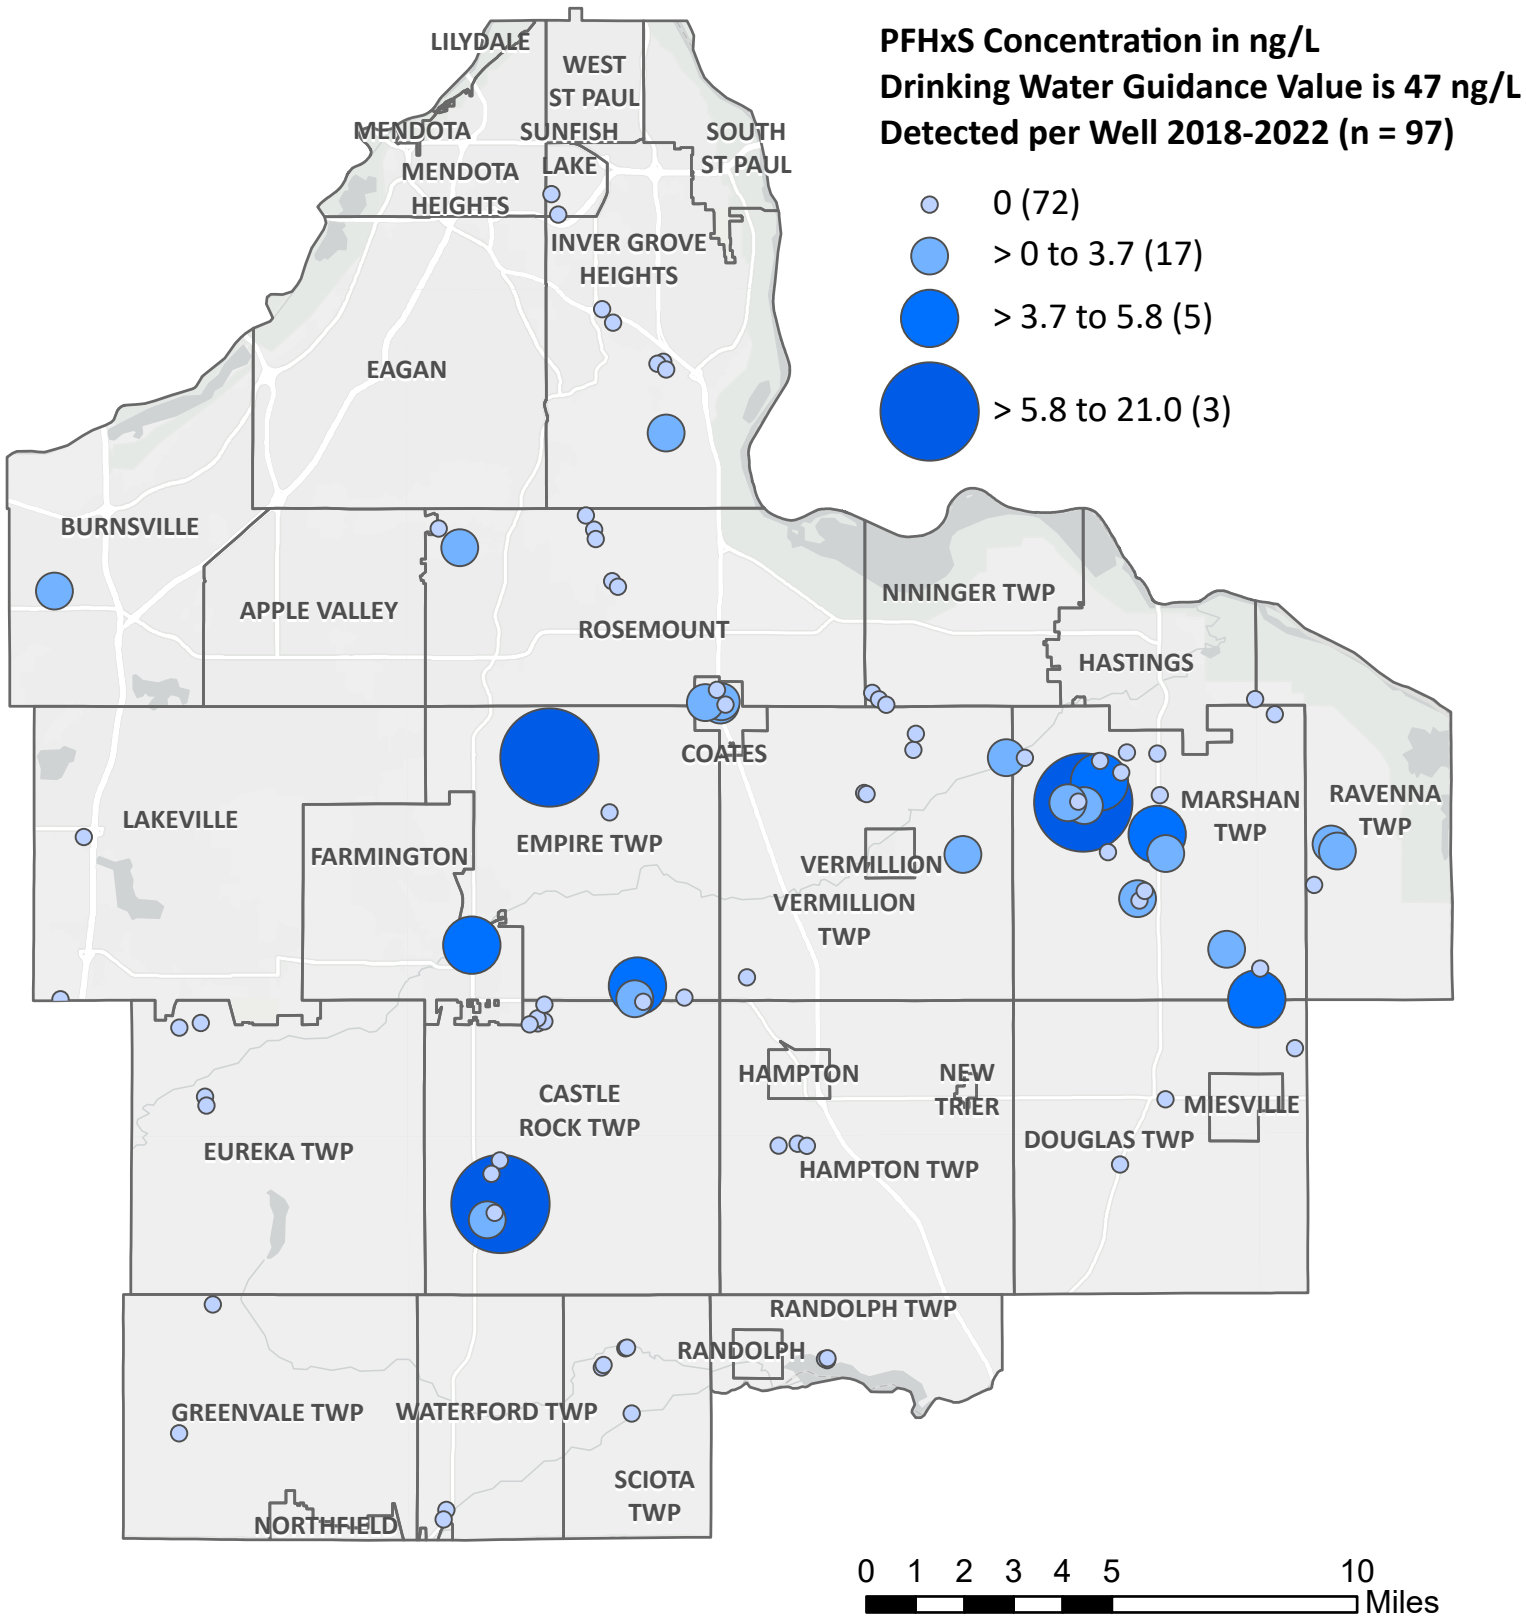 PFHxS Concentration in ng/L
Drinking Water Guidance Value is 47 ng/L
Detected per Well 2018-2022 (n = 97)
0 (72)
> 0 to 3.7 (17)
> 3.7 to 5.8 (5)
> 5.8 to 21.0 (3)
LILYDALE
WEST
ST PAUL
MENDOTA
SUNFISH
LAKE
SOUTH
ST PAUL
MENDOTA
HEIGHTS
INVER GROVE
HEIGHTS
EAGAN
BURNSVILLE
APPLE VALLEY
ROSEMOUNT
NININGER TWP
HASTINGS
COATES
LAKEVILLE
FARMINGTON
EMPIRE TWP
VERMILLION
VERMILLION
TWP
MARSHAN
TWP
RAVENNA
TWP
EUREKA TWP
CASTLE
ROCK TWP
HAMPTON
NEW
TRIER
HAMPTON TWP
DOUGLAS TWP
MIESVILLE
RANDOLPH TWP
RANDOLPH
GREENVALE TWP
WATERFORD TWP
SCIOTA
TWP
NORTHFIELD
0 1 2 3 4 5 10
Miles